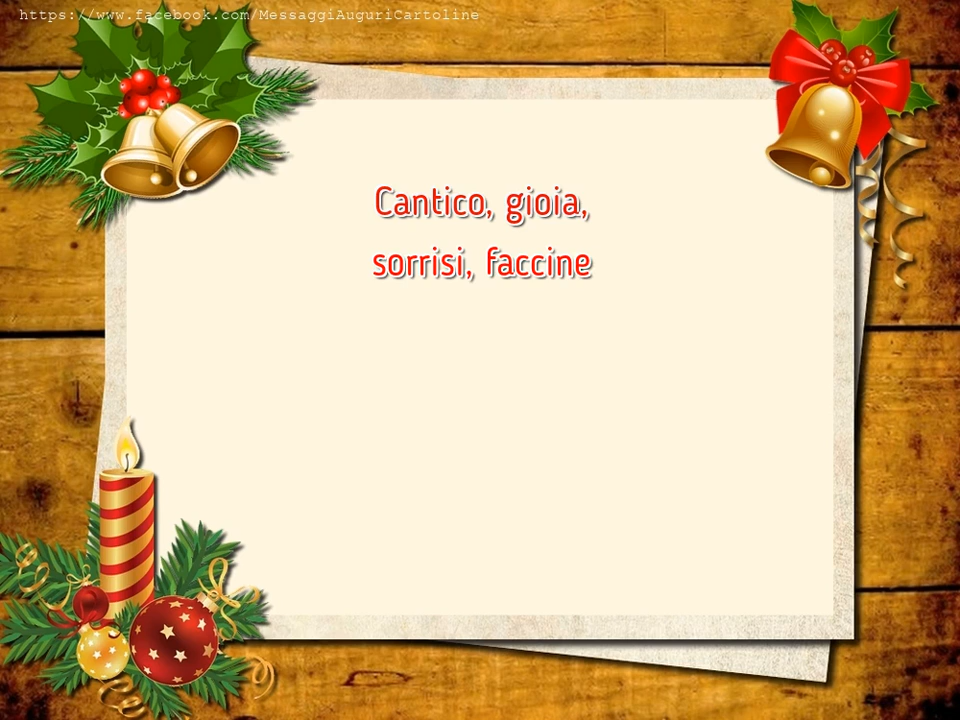 https://www.facebook.com/MessaggiAuguriCartoline
Cantico, gioia,
sorrisi, faccine